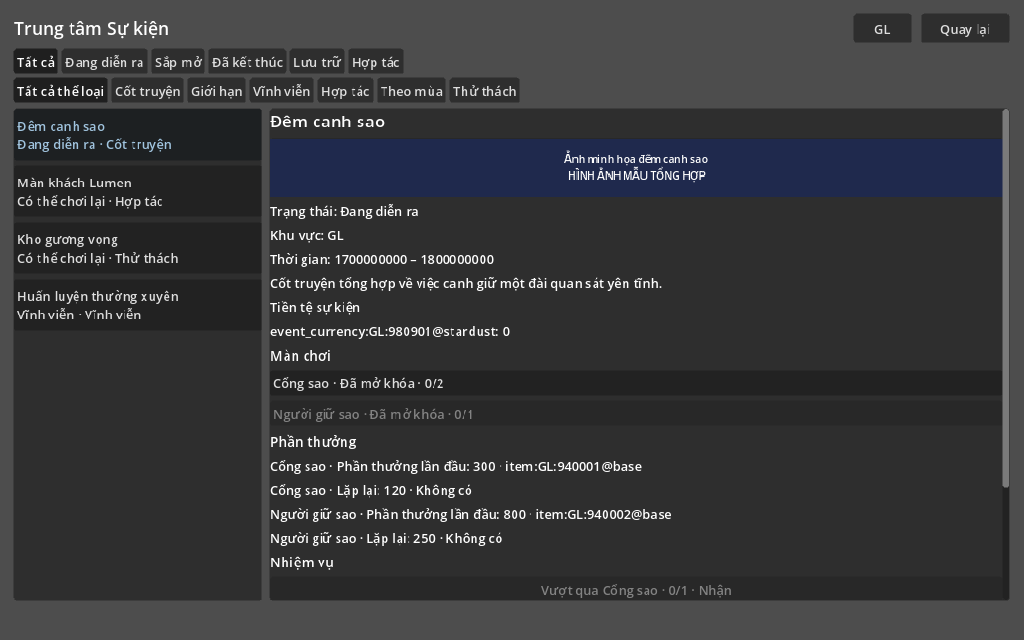 Trung tâm Sự kiện
GL
Quay lại
Tất cả
Đang diễn ra
Sắp mở
Đã kết thúc
Lưu trữ
Hợp tác
Tất cả thể loại
Cốt truyện
Giới hạn
Vĩnh viễn
Hợp tác
Theo mùa
Thử thách
Đêm canh sao
Đang diễn ra · Cốt truyện
Màn khách Lumen
Có thể chơi lại · Hợp tác
Kho gương vọng
Có thể chơi lại · Thử thách
Huấn luyện thường xuyên
Vĩnh viễn · Vĩnh viễn
Đêm canh sao
Ảnh minh họa đêm canh sao
HÌNH ẢNH MẪU TỔNG HỢP
Trạng thái: Đang diễn ra
Khu vực: GL
Thời gian: 1700000000 – 1800000000
Cốt truyện tổng hợp về việc canh giữ một đài quan sát yên tĩnh.
Tiền tệ sự kiện
event_currency:GL:980901@stardust: 0
Màn chơi
Cổng sao · Đã mở khóa · 0/2
Người giữ sao · Đã mở khóa · 0/1
Phần thưởng
Cổng sao · Phần thưởng lần đầu: 300 · item:GL:940001@base
Cổng sao · Lặp lại: 120 · Không có
Người giữ sao · Phần thưởng lần đầu: 800 · item:GL:940002@base
Người giữ sao · Lặp lại: 250 · Không có
Nhiệm vụ
Vượt qua Cổng sao · 0/1 · Nhận